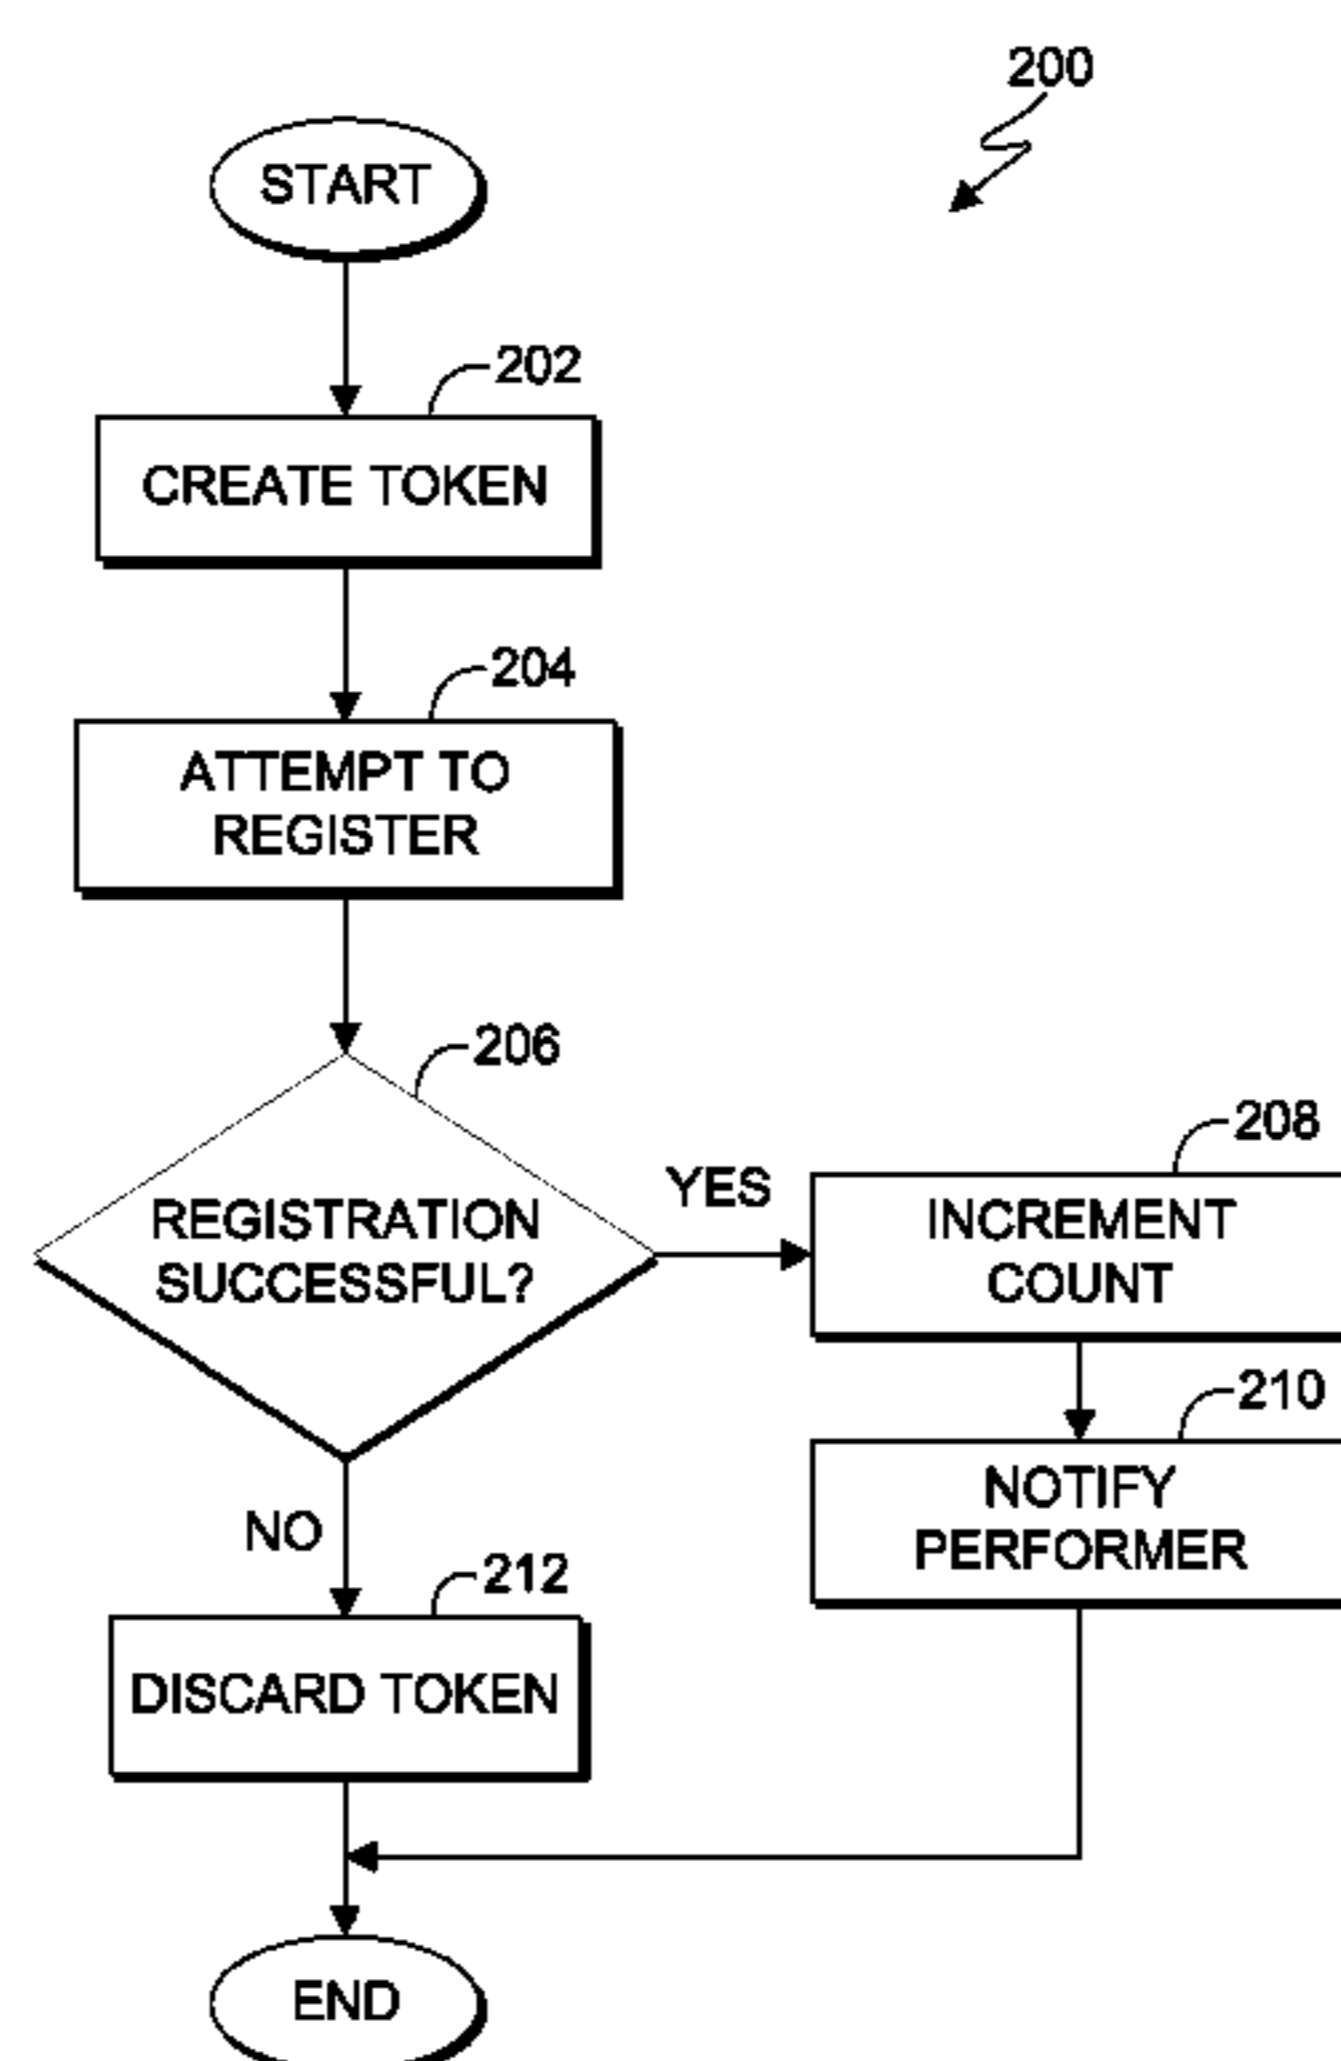 200
START
202
CREATE TOKEN
204
ATTEMPT TO
REGISTER
206
REGISTRATION
SUCCESSFUL?
YES
208
INCREMENT
COUNT
210
NOTIFY
PERFORMER
NO
212
DISCARD TOKEN
END